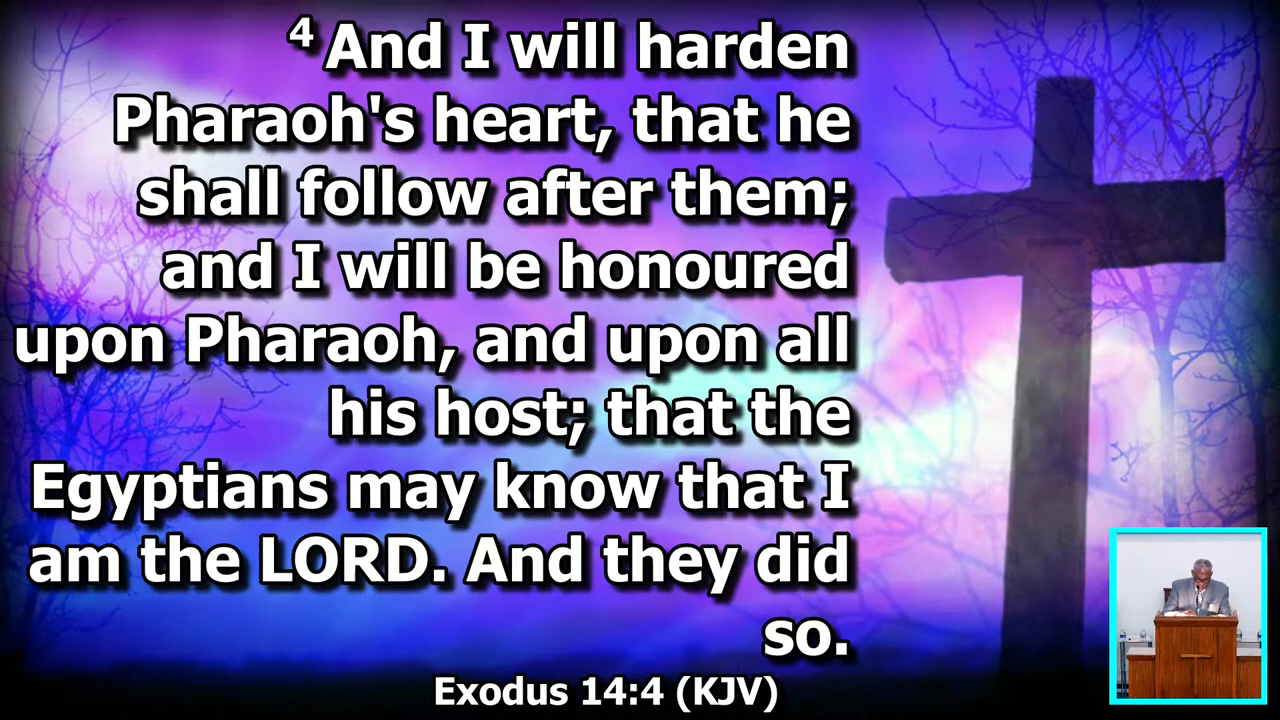 4 And I will harden
Pharaoh's heart, that he
shall follow after them;
and I will be honoured
upon Pharaoh, and upon all
his host; that the
Egyptians may know that I
am the LORD. And they did
so.
Exodus 14:4 (KJV)